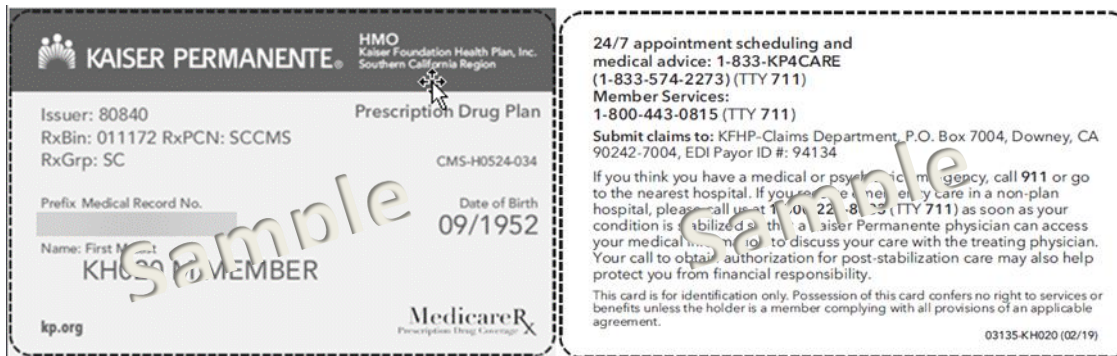 KAISER PERMANENTE®
HMO
Kaiser Foundation Health Plan, Inc.
Southern California Region
Issuer: 80840
Prescription Drug Plan
RxBin: 011172 RxPCN: SCCMS
RxGrp: SC
CMS-H0524-034
Prefix Medical Record No.
Date of Birth
09/1952
Name: First
KH020 MEMBER
kp.org
MedicareRx
Prescription Drug Coverage
Sample
24/7 appointment scheduling and
medical advice: 1-833-KP4CARE
(1-833-574-2273) (TTY 711)
Member Services:
1-800-443-0815 (TTY 711)
Submit claims to: KFHP-Claims Department, P.O. Box 7004, Downey, CA
90242-7004, EDI Payor ID #: 94134
If you think you have a medical or emergency, call 911 or go
to the nearest hospital. If you care in a non-plan
hospital, please call us at (TTY 711) as soon as your
condition is stabilized so that a Kaiser Permanente physician can access
your medical to discuss your care with the treating physician.
Your call to obtain authorization for post-stabilization care may also help
protect you from financial responsibility.
This card is for identification only. Possession of this card confers no right to services or
benefits unless the holder is a member complying with all provisions of an applicable
agreement.
03135-KH020 (02/19)
Sample